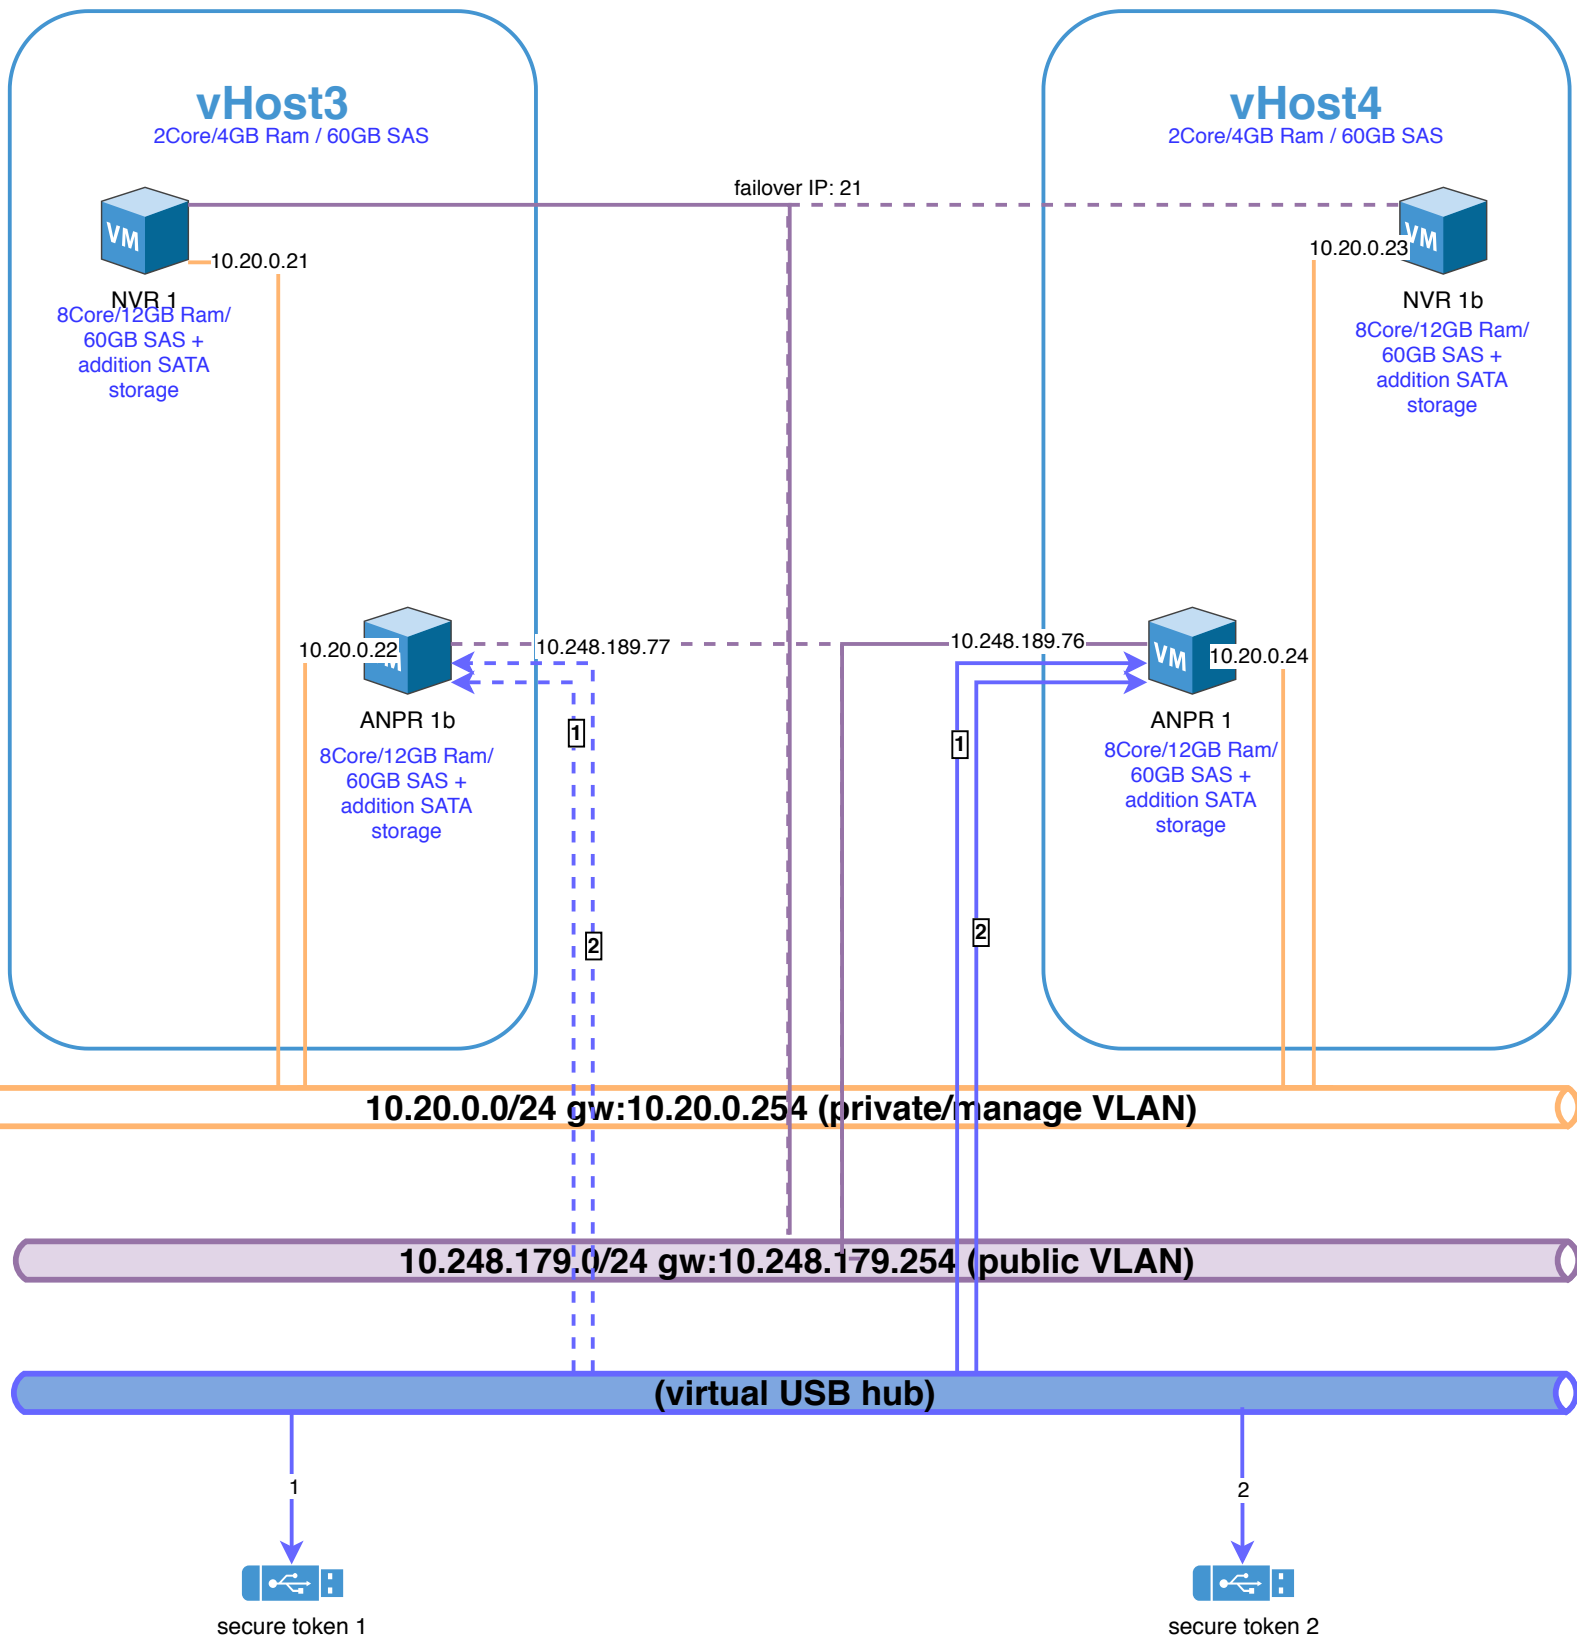 vHost3
2Core/4GB Ram / 60GB SAS
vHost4
2Core/4GB Ram / 60GB SAS
failover IP: 21
VM
10.20.0.21
NVR 1
8Core/12GB Ram/
60GB SAS +
addition SATA
storage
VM
10.20.0.23
NVR 1b
8Core/12GB Ram/
60GB SAS +
addition SATA
storage
10.20.0.22
M
10.248.189.77
ANPR 1b
8Core/12GB Ram/
60GB SAS +
addition SATA
storage
10.248.189.76
VM
10.20.0.24
ANPR 1
8Core/12GB Ram/
60GB SAS +
addition SATA
storage
1
2
1
2
10.20.0.0/24 gw:10.20.0.254 (private/manage VLAN)
10.248.179.0/24 gw:10.248.179.254 (public VLAN)
(virtual USB hub)
1
2
secure token 1
secure token 2